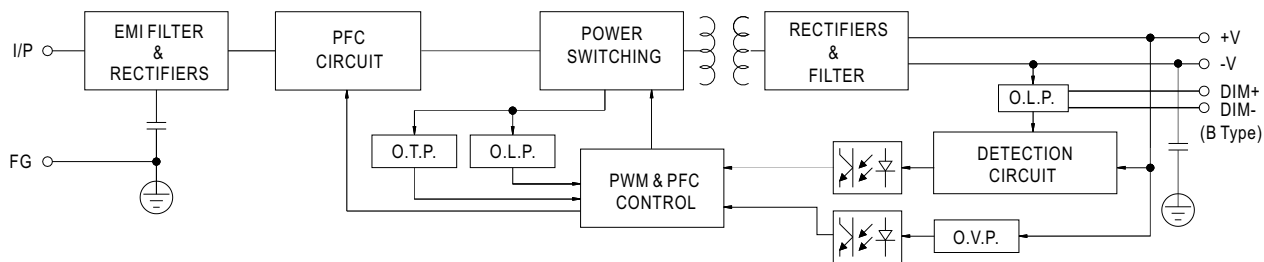 I/P
EMI FILTER
&
RECTIFIERS
PFC
CIRCUIT
POWER
SWITCHING
RECTIFIERS
&
FILTER
+V
-V
DIM+
DIM-
(B Type)
O.L.P.
FG
O.T.P.
O.L.P.
PWM & PFC
CONTROL
DETECTION
CIRCUIT
O.V.P.